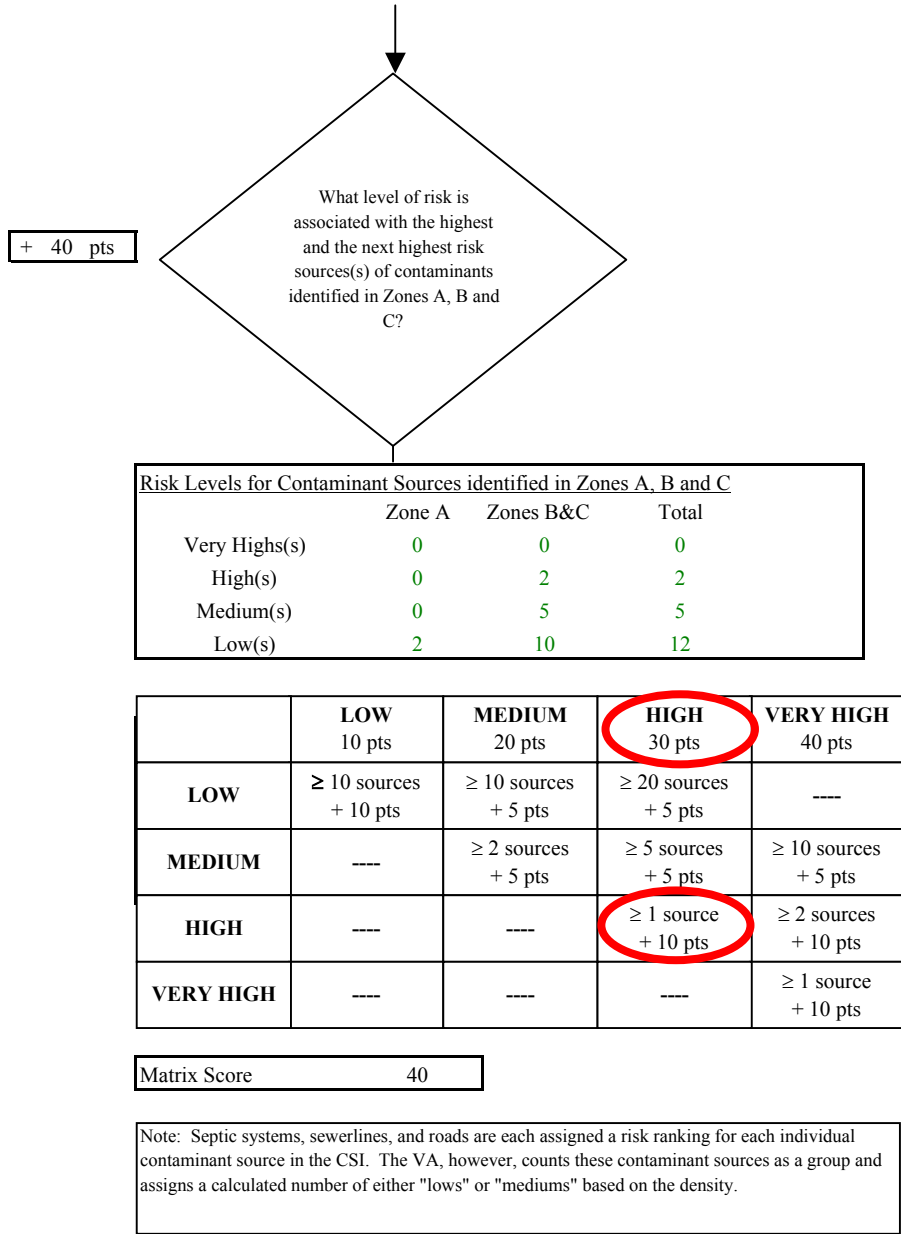 What level of risk is
associated with the highest
and the next highest risk
sources(s) of contaminants
identified in Zones A, B and
C?
+ 40 pts
Risk Levels for Contaminant Sources identified in Zones A, B and C
Zone A Zones B&C Total
Very Highs(s) 0 0 0
High(s) 0 2 2
Medium(s) 0 5 5
Low(s) 2 10 12
LOW MEDIUM HIGH VERY HIGH
10 pts 20 pts 30 pts 40 pts
LOW ≥ 10 sources ≥ 10 sources ≥ 20 sources ----
+ 10 pts + 5 pts + 5 pts
MEDIUM ---- ≥ 2 sources ≥ 5 sources ≥ 10 sources
+ 5 pts + 5 pts + 5 pts
HIGH ---- ---- ≥ 1 source ≥ 2 sources
+ 10 pts + 10 pts
VERY HIGH ---- ---- ---- ≥ 1 source
+ 10 pts
Matrix Score 40
Note: Septic systems, sewerlines, and roads are each assigned a risk ranking for each individual
contaminant source in the CSI. The VA, however, counts these contaminant sources as a group and
assigns a calculated number of either "lows" or "mediums" based on the density.